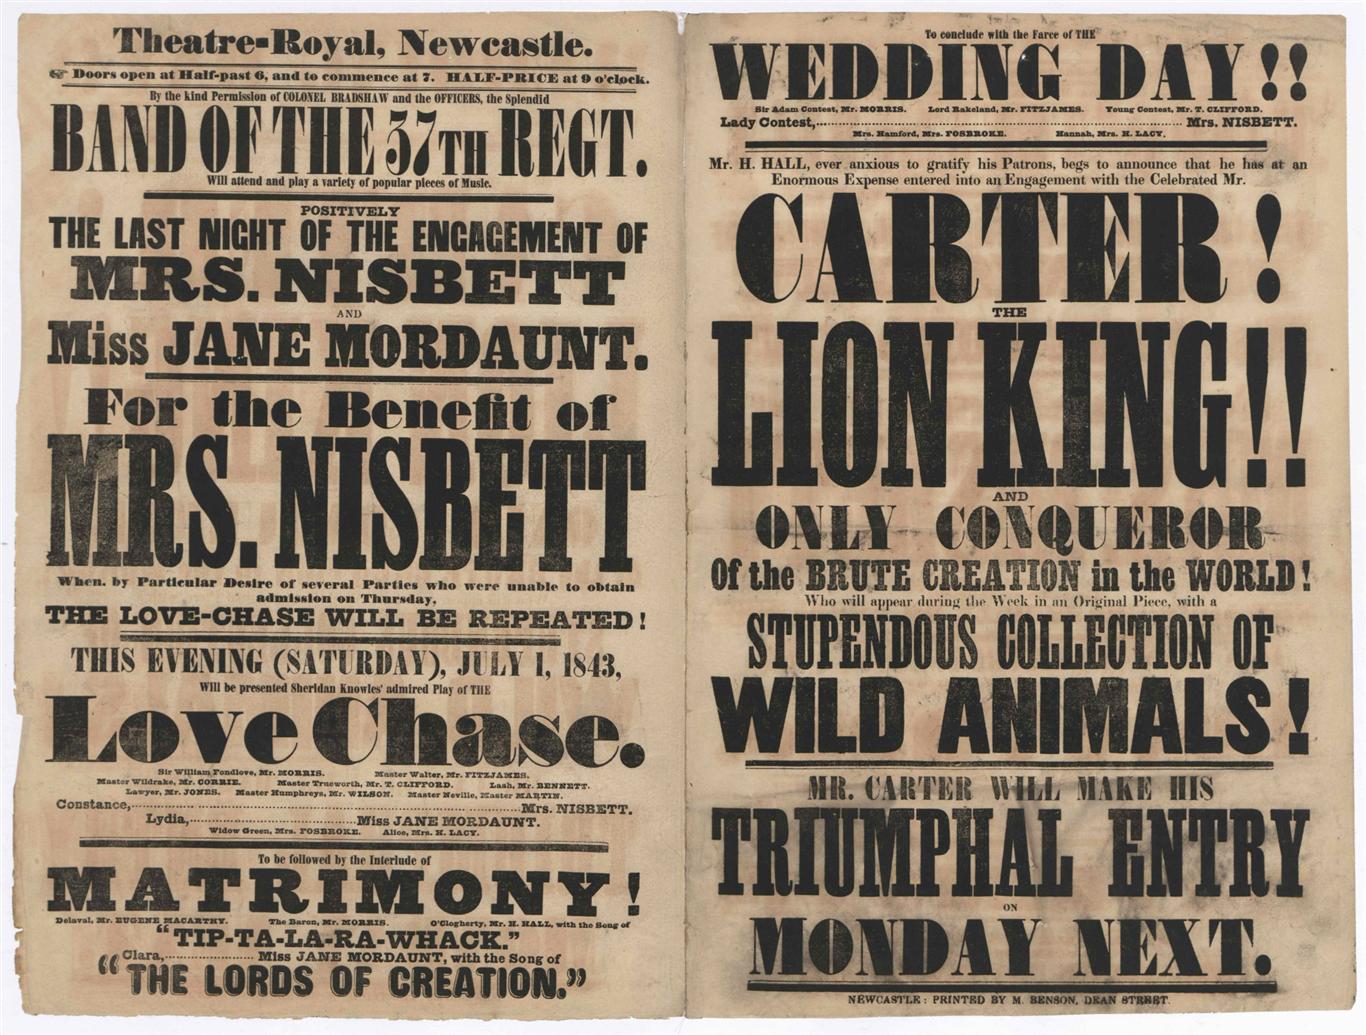 Theatre-Royal, Newcastle.
☞ Doors open at Half-past 6, and to commence at 7. HALF-PRICE at 9 o'clock.
By the kind Permission of COLONEL BRADSHAW and the OFFICERS, the Splendid
BAND OF THE 37TH REGT.
Will attend and play a variety of popular pieces of Music.
POSITIVELY
THE LAST NIGHT OF THE ENGAGEMENT OF
MRS. NISBETT
AND
Miss JANE MORDAUNT.
For the Benefit of
MRS. NISBETT
When, by Particular Desire of several Parties who were unable to obtain
admission on Thursday,
THE LOVE-CHASE WILL BE REPEATED!
THIS EVENING (SATURDAY), JULY 1, 1843,
Will be presented Sheridan Knowles' admired Play of THE
Love Chase.
Sir William Fondlove, Mr. MORRIS. Master Walter, Mr. FITZJAMES.
Master Wildrake, Mr. CORRIE. Master Trueworth, Mr. T. CLIFFORD. Lash, Mr. BENNETT.
Lawyer, Mr. JONES. Master Humphreys, Mr. WILSON. Master Neville, Master MARTIN.
Constance,........Mrs. NISBETT.
Lydia,........Miss JANE MORDAUNT.
Widow Green, Mrs. FOSBROKE. Alice, Mrs. H. LACY.
To be followed by the Interlude of
MATRIMONY!
Delaval, Mr. EUGENE MACARTHY. The Baron, Mr. MORRIS. O'Clogherty, Mr. H. HALL, with the Song of
"TIP-TA-LA-RA-WHACK."
Clara,........Miss JANE MORDAUNT, with the Song of
"THE LORDS OF CREATION."
To conclude with the Farce of THE
WEDDING DAY!!
Sir Adam Contest, Mr. MORRIS. Lord Rakeland, Mr. FITZJAMES. Young Contest, Mr. T. CLIFFORD.
Lady Contest,........Mrs. NISBETT.
Mrs. Hamford, Mrs. FOSBROKE. Hannah, Mrs. H. LACY.
Mr. H. HALL, ever anxious to gratify his Patrons, begs to announce that he has at an
Enormous Expense entered into an Engagement with the Celebrated Mr.
CARTER!
THE
LION KING!!
AND
ONLY CONQUEROR
Of the BRUTE CREATION in the WORLD!
Who will appear during the Week in an Original Piece, with a
STUPENDOUS COLLECTION OF
WILD ANIMALS!
MR. CARTER WILL MAKE HIS
TRIUMPHAL ENTRY
ON
MONDAY NEXT.
NEWCASTLE: PRINTED BY M. BENSON, DEAN STREET.